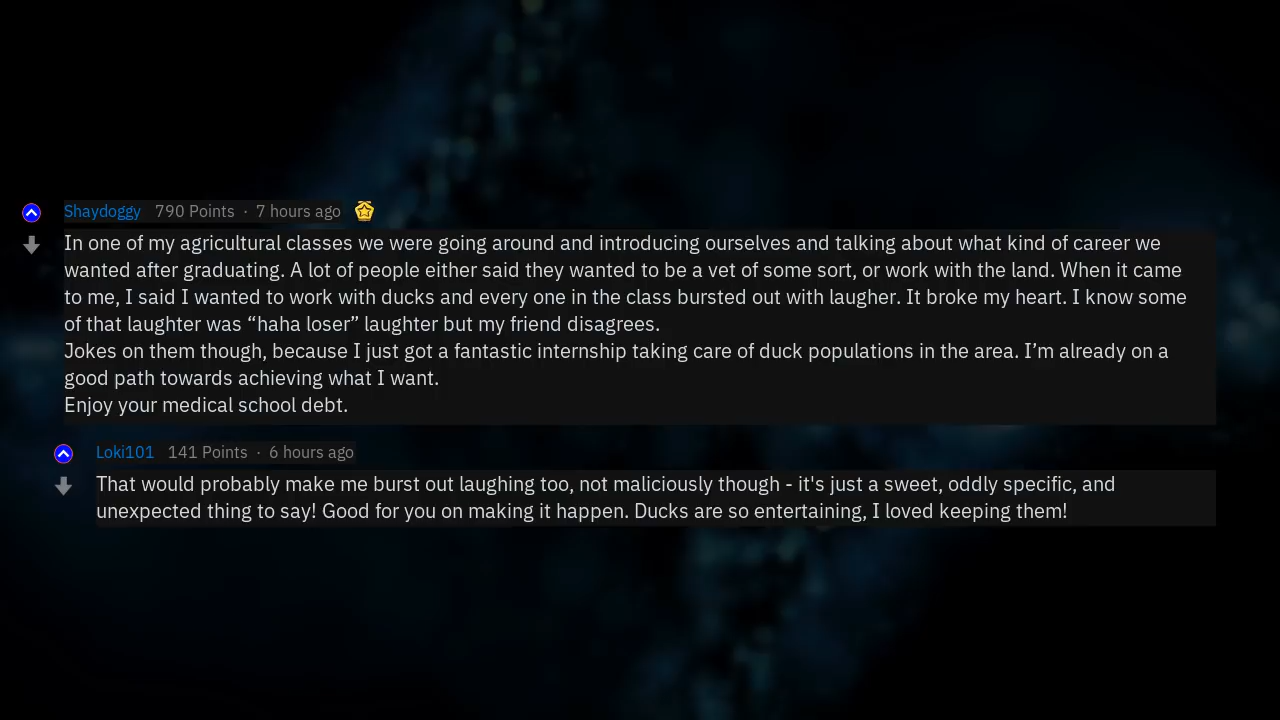 Shaydoggy 790 Points · 7 hours ago
In one of my agricultural classes we were going around and introducing ourselves and talking about what kind of career we
wanted after graduating. A lot of people either said they wanted to be a vet of some sort, or work with the land. When it came
to me, I said I wanted to work with ducks and every one in the class bursted out with laugher. It broke my heart. I know some
of that laughter was “haha loser” laughter but my friend disagrees.
Jokes on them though, because I just got a fantastic internship taking care of duck populations in the area. I’m already on a
good path towards achieving what I want.
Enjoy your medical school debt.
Loki101 141 Points · 6 hours ago
That would probably make me burst out laughing too, not maliciously though - it's just a sweet, oddly specific, and
unexpected thing to say! Good for you on making it happen. Ducks are so entertaining, I loved keeping them!